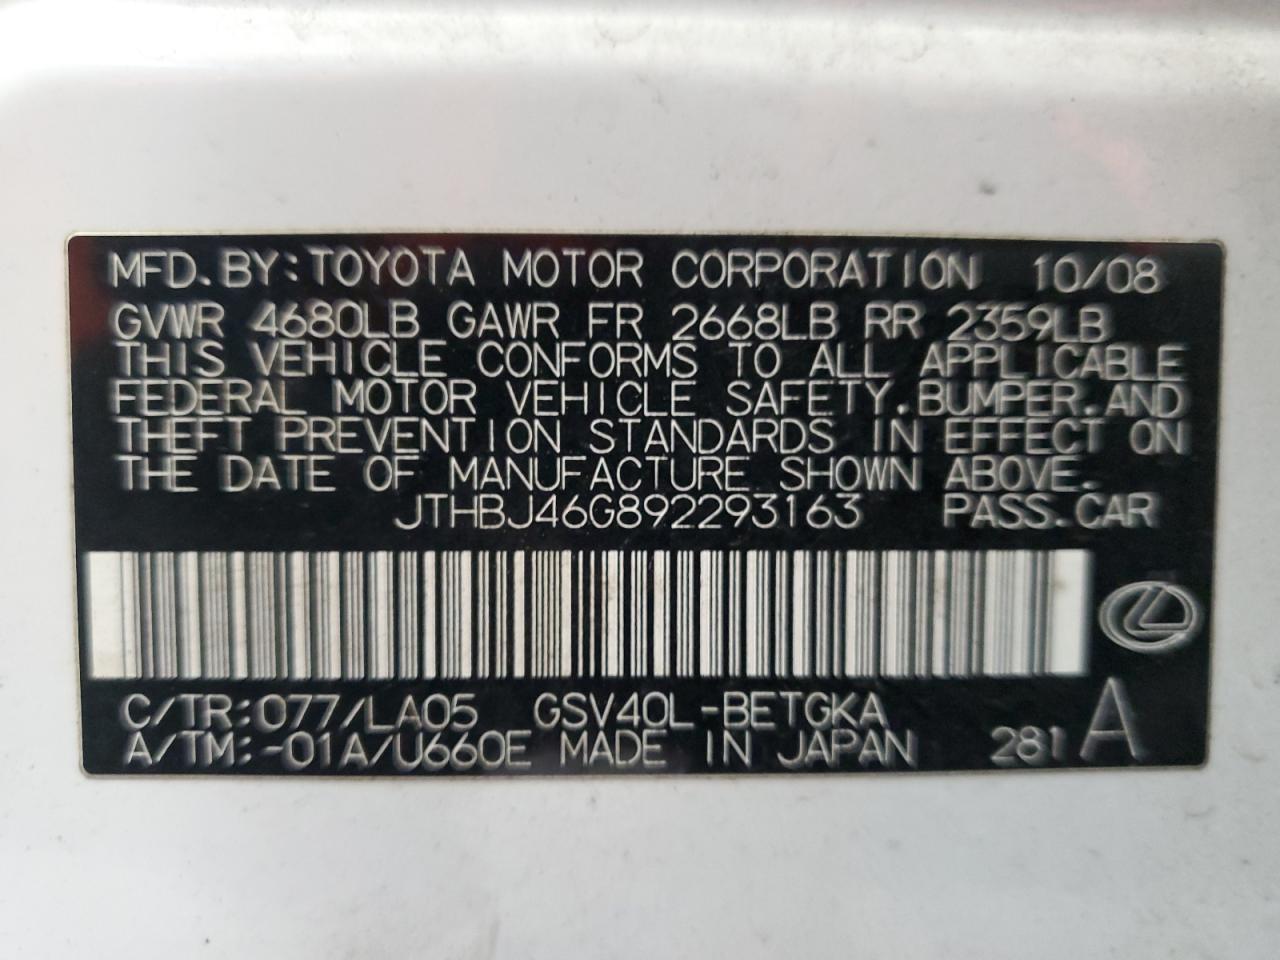 MFD. BY: TOYOTA MOTOR CORPORATION 10/08
GVWR 4680LB GAWR FR 2668LB RR 2359LB
THIS VEHICLE CONFORMS TO ALL APPLICABLE
FEDERAL MOTOR VEHICLE SAFETY. BUMPER. AND
THEFT PREVENTION STANDARDS IN EFFECT ON
THE DATE OF MANUFACTURE SHOWN ABOVE.
JTHBJ46G892293163 PASS. CAR
C/TR: 077/LA05 GSV40L-BETGKA
A/TM: -01A/U660E MADE IN JAPAN 281 A